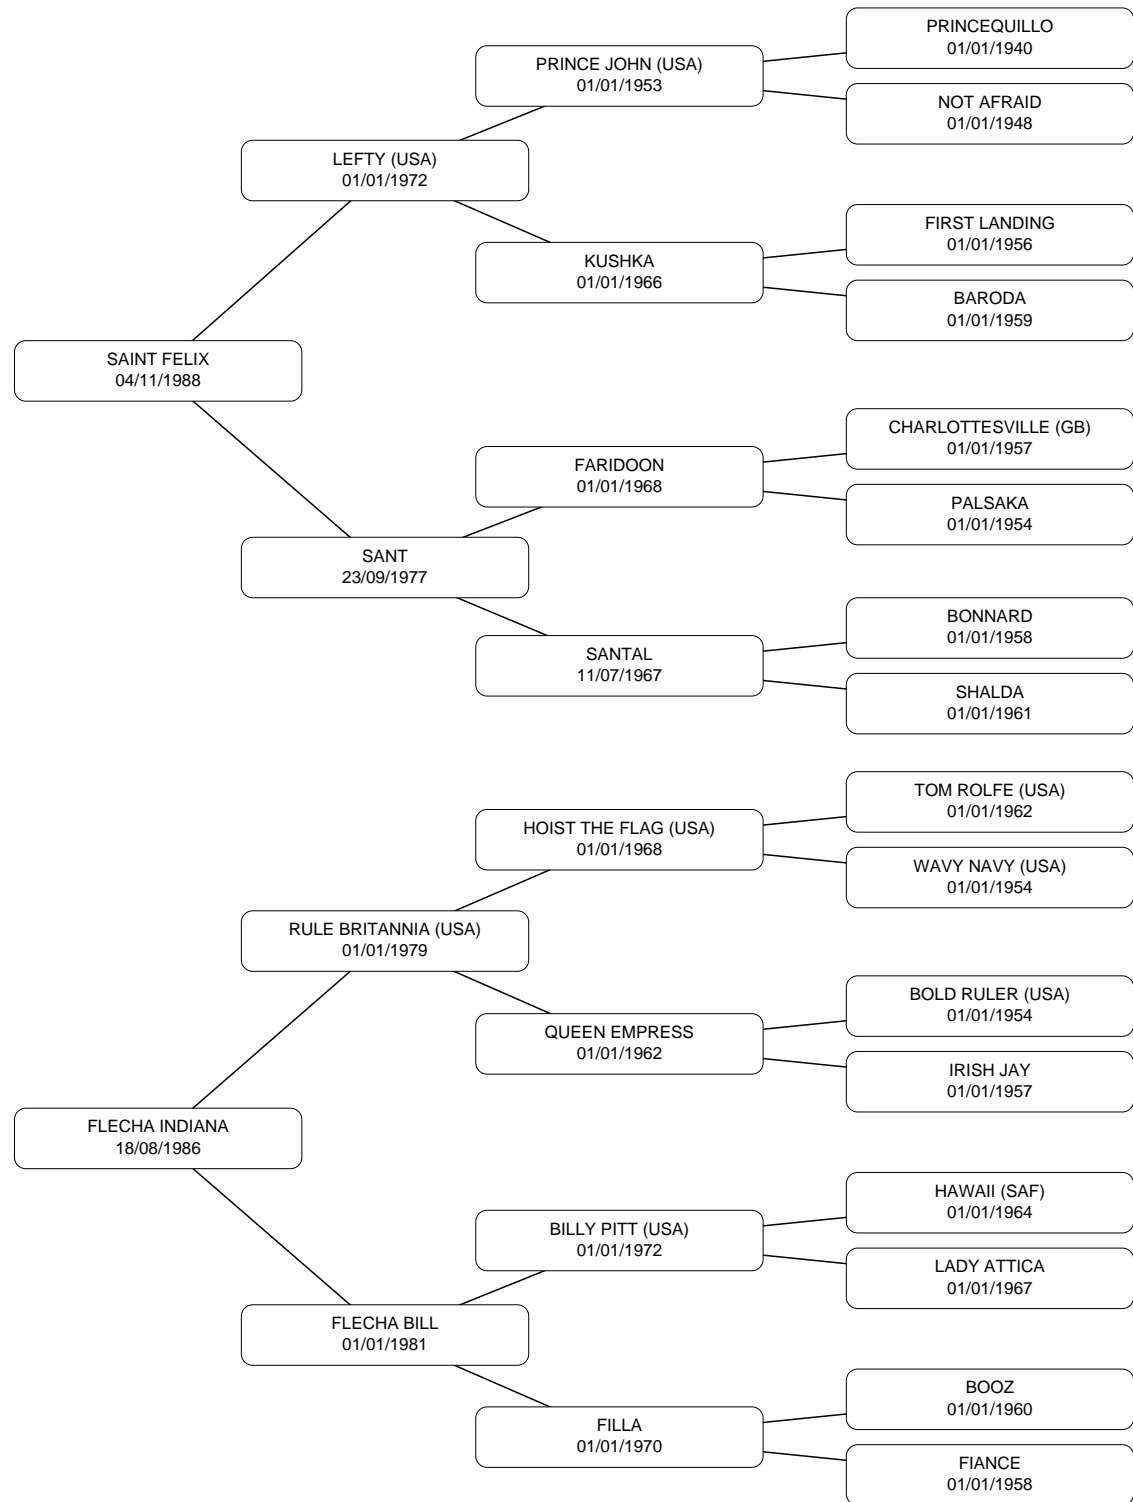 PRINCEQUILLO
01/01/1940
PRINCE JOHN (USA)
01/01/1953
NOT AFRAID
01/01/1948
LEFTY (USA)
01/01/1972
FIRST LANDING
01/01/1956
KUSHKA
01/01/1966
BARODA
01/01/1959
SAINT FELIX
04/11/1988
CHARLOTTESVILLE (GB)
01/01/1957
FARIDOON
01/01/1968
PALSAKA
01/01/1954
SANT
23/09/1977
BONNARD
01/01/1958
SANTAL
11/07/1967
SHALDA
01/01/1961
TOM ROLFE (USA)
01/01/1962
HOIST THE FLAG (USA)
01/01/1968
WAVY NAVY (USA)
01/01/1954
RULE BRITANNIA (USA)
01/01/1979
BOLD RULER (USA)
01/01/1954
QUEEN EMPRESS
01/01/1962
IRISH JAY
01/01/1957
FLECHA INDIANA
18/08/1986
HAWAII (SAF)
01/01/1964
BILLY PITT (USA)
01/01/1972
LADY ATTICA
01/01/1967
FLECHA BILL
01/01/1981
BOOZ
01/01/1960
FILLA
01/01/1970
FIANCE
01/01/1958